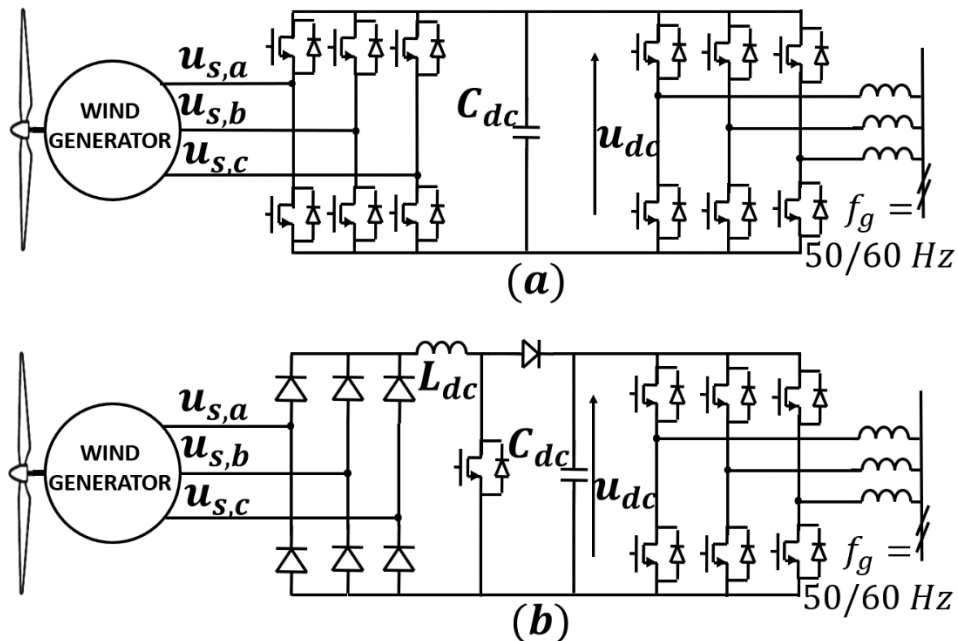 WIND
GENERATOR
u_{s,a}
u_{s,b}
u_{s,c}
C_{dc}
u_{dc}
f_g =
50/60 Hz
(a)
WIND
GENERATOR
u_{s,a}
u_{s,b}
u_{s,c}
L_{dc}
C_{dc}
u_{dc}
f_g =
50/60 Hz
(b)